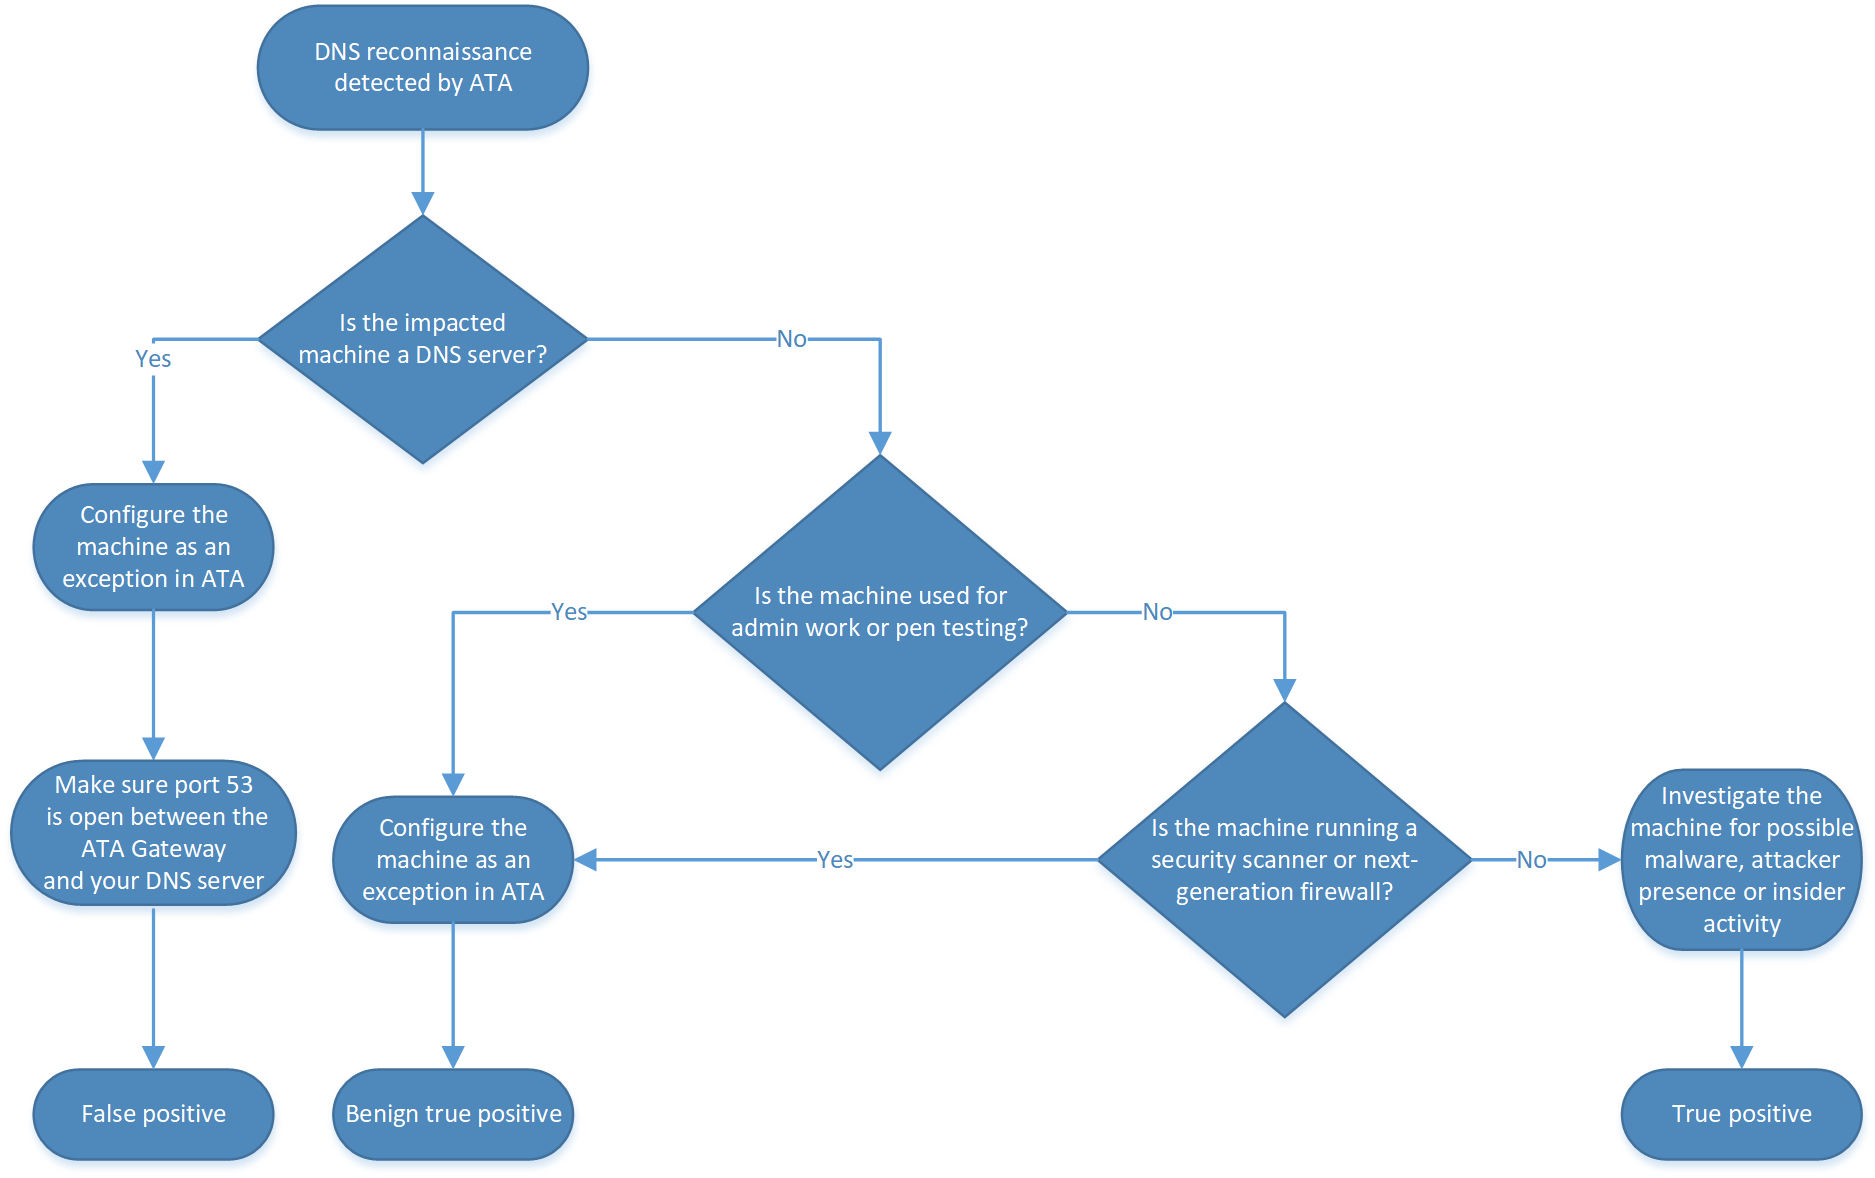 DNS reconnaissance
detected by ATA
Is the impacted
machine a DNS server?
Yes
No
Configure the
machine as an
exception in ATA
Is the machine used for
admin work or pen testing?
Yes
No
Make sure port 53
is open between the
ATA Gateway
and your DNS server
Configure the
machine as an
exception in ATA
Yes
Is the machine running a
security scanner or next-
generation firewall?
No
Investigate the
machine for possible
malware, attacker
presence or insider
activity
False positive
Benign true positive
True positive